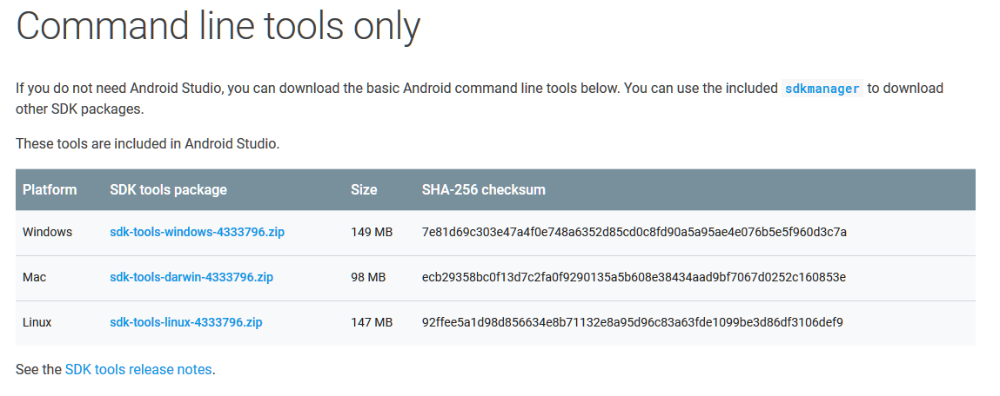 Command line tools only
If you do not need Android Studio, you can download the basic Android command line tools below. You can use the included sdkmanager to download
other SDK packages.
These tools are included in Android Studio.
Platform SDK tools package Size SHA-256 checksum
Windows sdk-tools-windows-4333796.zip 149 MB 7e81d69c303e47a4f0e748a6352d85cd0c8fd90a5a95ae4e076b5e5f960d3c7a
Mac sdk-tools-darwin-4333796.zip 98 MB ecb29358bc0f13d7c2fa0f9290135a5b608e38434aad9bf7067d0252c160853e
Linux sdk-tools-linux-4333796.zip 147 MB 92ffee5a1d98d856634e8b71132e8a95d96c83a63fde1099be3d86df3106def9
See the SDK tools release notes.